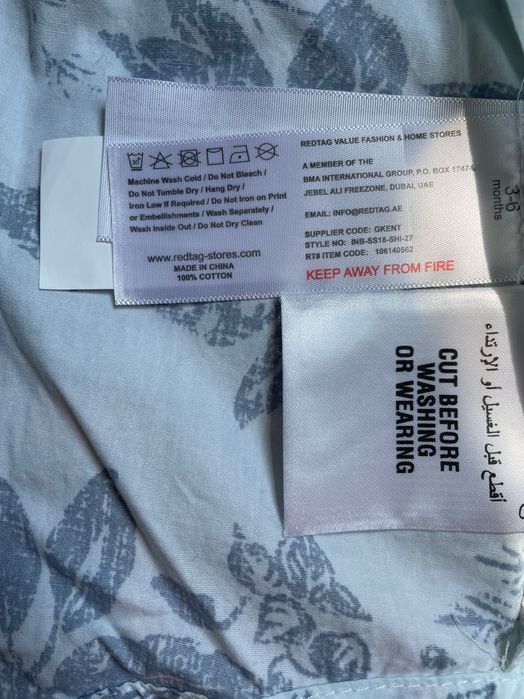 Machine Wash Cold / Do Not Bleach /
Do Not Tumble Dry / Hang Dry /
Iron Low If Required / Do Not Iron on Print
or Embellishments / Wash Separately /
Wash Inside Out / Do Not Dry Clean
www.redtag-stores.com
MADE IN CHINA
100% COTTON
REDTAG VALUE FASHION & HOME STORES
A MEMBER OF THE
BMA INTERNATIONAL GROUP, P.O. BOX 1747-
JEBEL ALI FREEZONE, DUBAI, UAE
EMAIL: INFO@REDTAG.AE
SUPPLIER CODE: GKENT
STYLE NO: INB-SS18-SHI-27
RT# ITEM CODE: 106140562
KEEP AWAY FROM FIRE
3-6
months
CUT BEFORE
WASHING
OR WEARING
أقطع قبل الغسيل أو الإرتداء